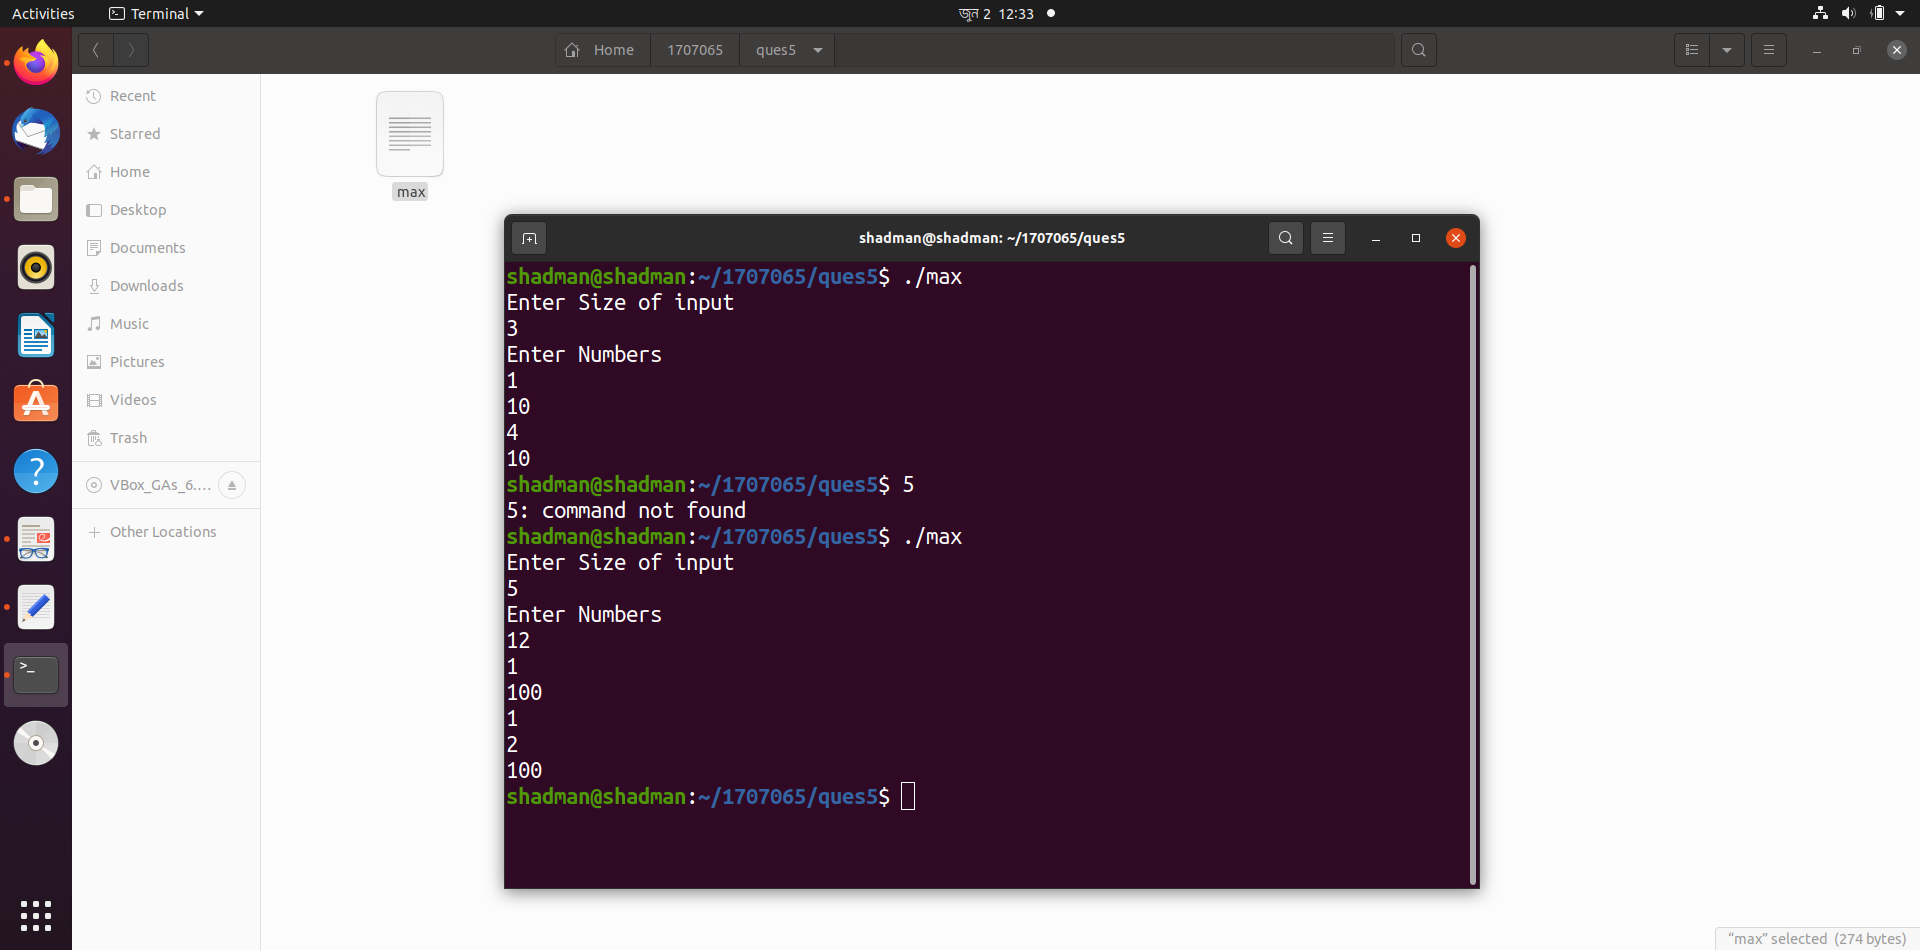 Activities
Terminal
জুন 2 12:33
Home
1707065
ques5
Recent
Starred
Home
Desktop
Documents
Downloads
Music
Pictures
Videos
Trash
VBox_GAs_6....
Other Locations
max
shadman@shadman: ~/1707065/ques5
shadman@shadman:~/1707065/ques5$ ./max
Enter Size of input
3
Enter Numbers
1
10
4
10
shadman@shadman:~/1707065/ques5$ 5
5: command not found
shadman@shadman:~/1707065/ques5$ ./max
Enter Size of input
5
Enter Numbers
12
1
100
1
2
100
shadman@shadman:~/1707065/ques5$
“max” selected (274 bytes)